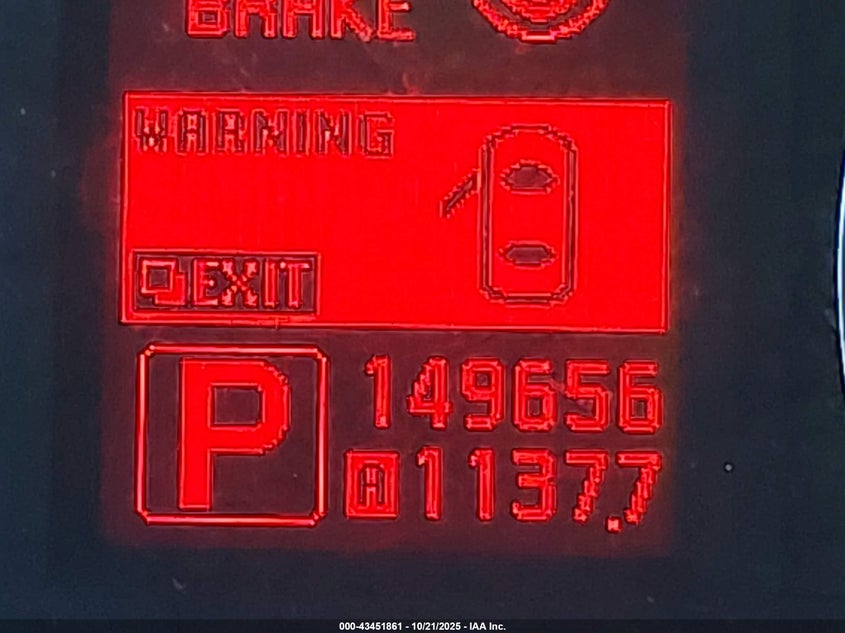 BRAKE
WARNING
EXIT
P
149656
A 1137.7
000-43451861 - 10/21/2025 - IAA Inc.